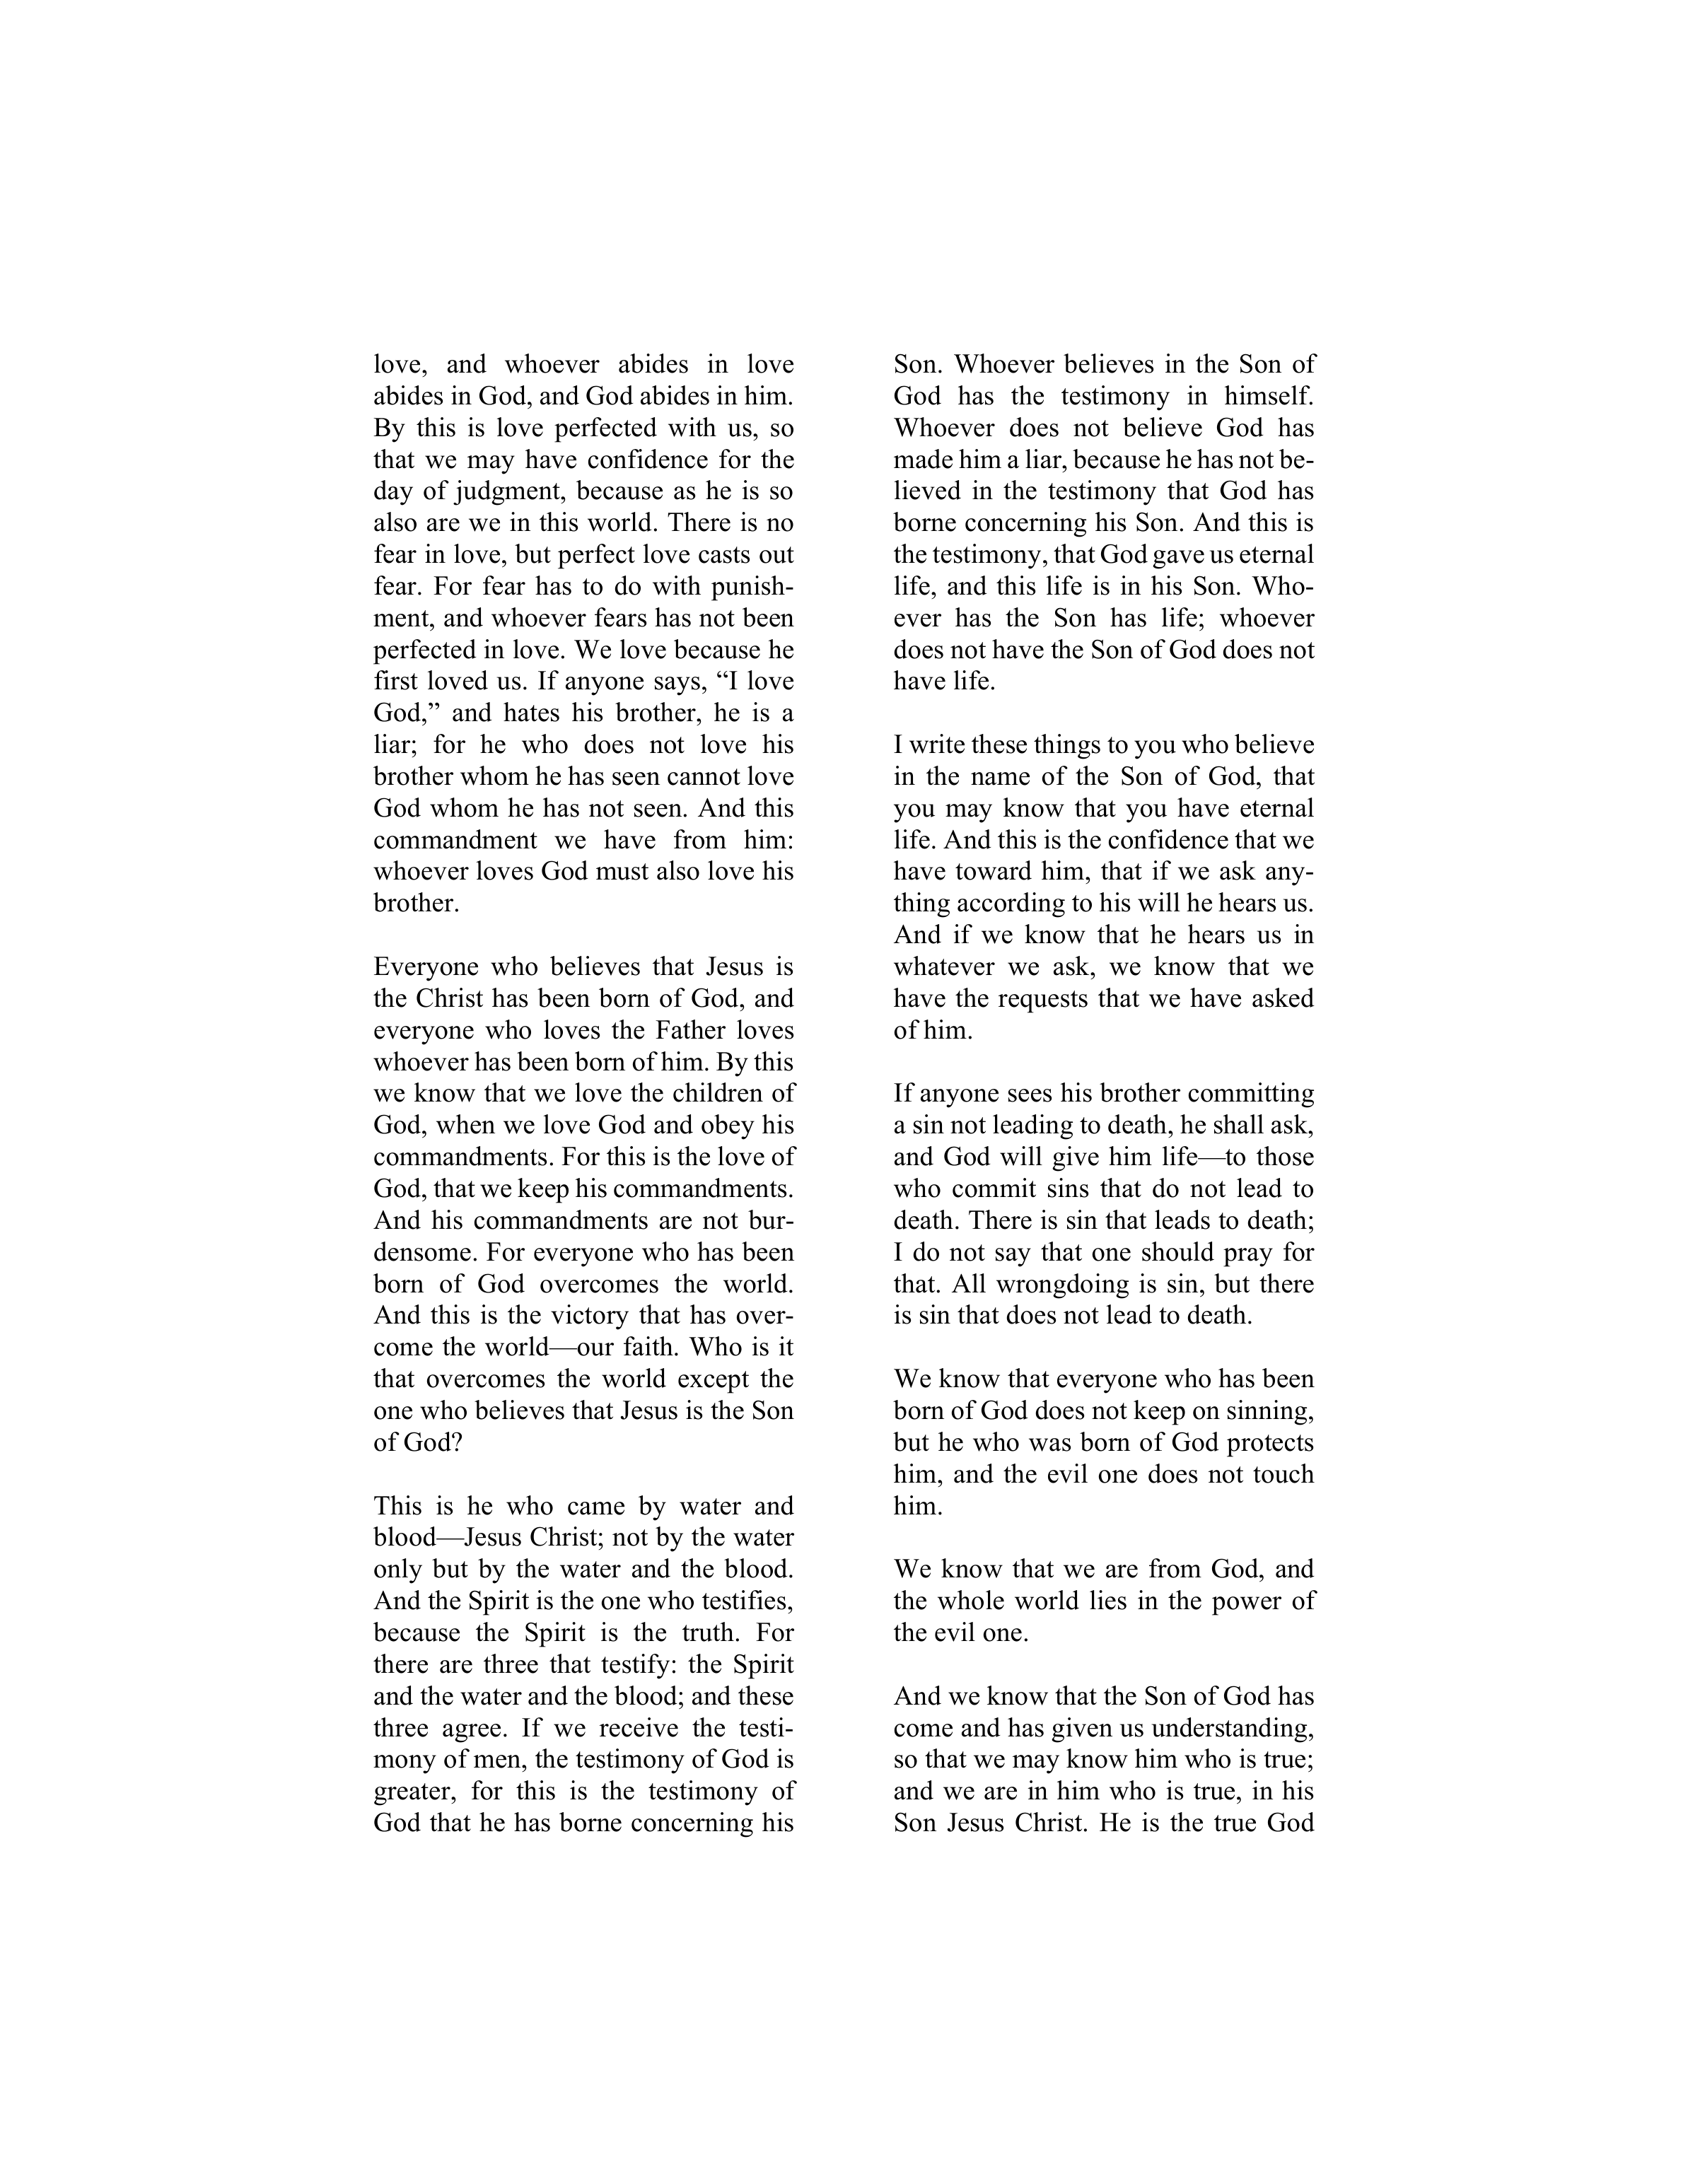 love, and whoever abides in love
abides in God, and God abides in him.
By this is love perfected with us, so
that we may have confidence for the
day of judgment, because as he is so
also are we in this world. There is no
fear in love, but perfect love casts out
fear. For fear has to do with punish-
ment, and whoever fears has not been
perfected in love. We love because he
first loved us. If anyone says, “I love
God,” and hates his brother, he is a
liar; for he who does not love his
brother whom he has seen cannot love
God whom he has not seen. And this
commandment we have from him:
whoever loves God must also love his
brother.

Everyone who believes that Jesus is
the Christ has been born of God, and
everyone who loves the Father loves
whoever has been born of him. By this
we know that we love the children of
God, when we love God and obey his
commandments. For this is the love of
God, that we keep his commandments.
And his commandments are not bur-
densome. For everyone who has been
born of God overcomes the world.
And this is the victory that has over-
come the world—our faith. Who is it
that overcomes the world except the
one who believes that Jesus is the Son
of God?

This is he who came by water and
blood—Jesus Christ; not by the water
only but by the water and the blood.
And the Spirit is the one who testifies,
because the Spirit is the truth. For
there are three that testify: the Spirit
and the water and the blood; and these
three agree. If we receive the testi-
mony of men, the testimony of God is
greater, for this is the testimony of
God that he has borne concerning his
Son. Whoever believes in the Son of
God has the testimony in himself.
Whoever does not believe God has
made him a liar, because he has not be-
lieved in the testimony that God has
borne concerning his Son. And this is
the testimony, that God gave us eternal
life, and this life is in his Son. Who-
ever has the Son has life; whoever
does not have the Son of God does not
have life.

I write these things to you who believe
in the name of the Son of God, that
you may know that you have eternal
life. And this is the confidence that we
have toward him, that if we ask any-
thing according to his will he hears us.
And if we know that he hears us in
whatever we ask, we know that we
have the requests that we have asked
of him.

If anyone sees his brother committing
a sin not leading to death, he shall ask,
and God will give him life—to those
who commit sins that do not lead to
death. There is sin that leads to death;
I do not say that one should pray for
that. All wrongdoing is sin, but there
is sin that does not lead to death.

We know that everyone who has been
born of God does not keep on sinning,
but he who was born of God protects
him, and the evil one does not touch
him.

We know that we are from God, and
the whole world lies in the power of
the evil one.

And we know that the Son of God has
come and has given us understanding,
so that we may know him who is true;
and we are in him who is true, in his
Son Jesus Christ. He is the true God